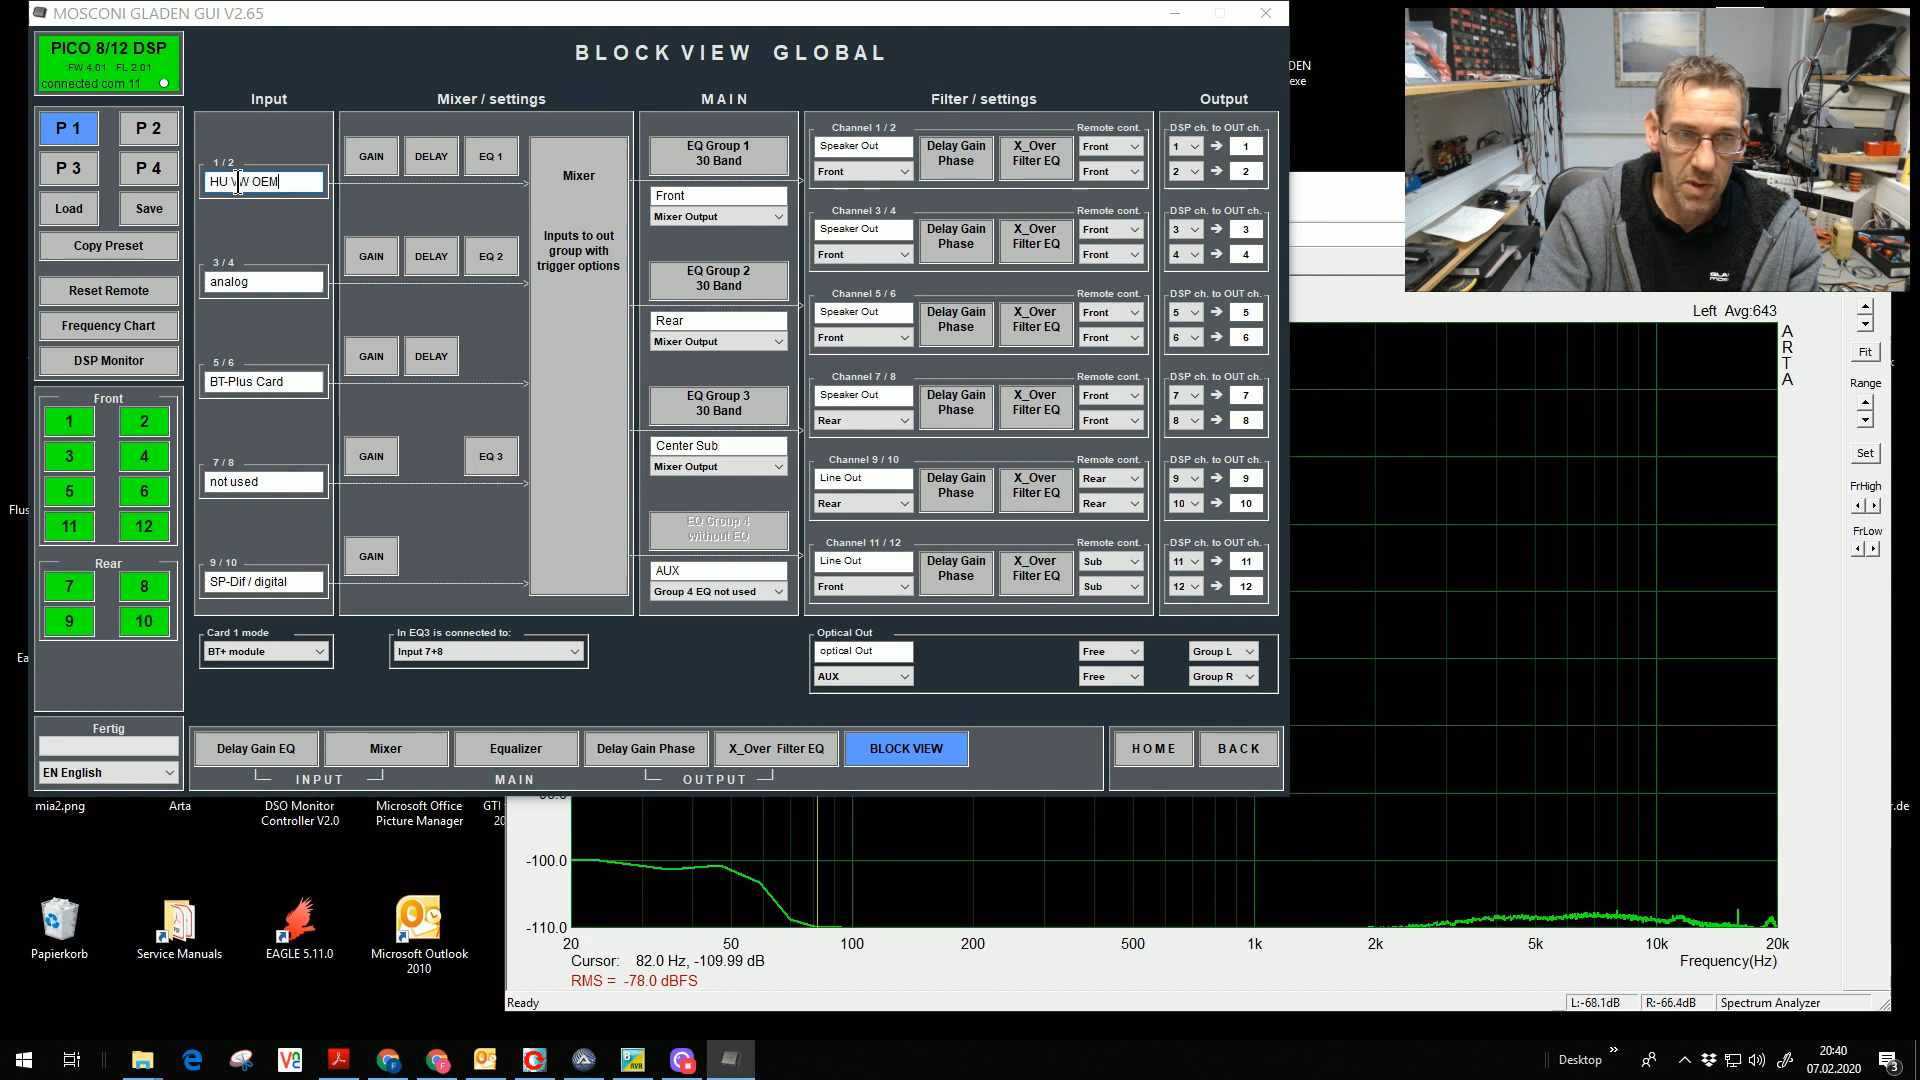 MOSCONI GLADEN GUI V2.65
PICO 8/12 DSP
FW 4.01 FL 2.01
connected com 11
P 1
P 2
P 3
P 4
Load
Save
Copy Preset
Reset Remote
Frequency Chart
DSP Monitor
Front
1
2
3
4
5
6
11
12
Rear
7
8
9
10
Fertig
EN English
BLOCK VIEW GLOBAL
Input
Mixer / settings
MAIN
Filter / settings
Output
1 / 2
HU VW OEM
3 / 4
analog
5 / 6
BT-Plus Card
7 / 8
not used
9 / 10
SP-Dif / digital
GAIN
DELAY
EQ 1
GAIN
DELAY
EQ 2
GAIN
DELAY
GAIN
EQ 3
GAIN
Mixer
Inputs to out
group with
trigger options
EQ Group 1
30 Band
Front
Mixer Output
EQ Group 2
30 Band
Rear
Mixer Output
EQ Group 3
30 Band
Center Sub
Mixer Output
EQ Group 4
without EQ
AUX
Group 4 EQ not used
Channel 1 / 2
Remote cont.
DSP ch. to OUT ch.
Speaker Out
Delay Gain
Phase
X_Over
Filter EQ
Front
1
1
Front
Front
2
2
Channel 3 / 4
Remote cont.
DSP ch. to OUT ch.
Speaker Out
Delay Gain
Phase
X_Over
Filter EQ
Front
3
3
Front
Front
4
4
Channel 5 / 6
Remote cont.
DSP ch. to OUT ch.
Speaker Out
Delay Gain
Phase
X_Over
Filter EQ
Front
5
5
Front
Front
6
6
Channel 7 / 8
Remote cont.
DSP ch. to OUT ch.
Speaker Out
Delay Gain
Phase
X_Over
Filter EQ
Front
7
7
Rear
Front
8
8
Channel 9 / 10
Remote cont.
DSP ch. to OUT ch.
Line Out
Delay Gain
Phase
X_Over
Filter EQ
Rear
9
9
Rear
Rear
10
10
Channel 11 / 12
Remote cont.
DSP ch. to OUT ch.
Line Out
Delay Gain
Phase
X_Over
Filter EQ
Sub
11
11
Front
Sub
12
12
Card 1 mode
BT+ module
In EQ3 is connected to:
Input 7+8
Optical Out
optical Out
Free
Group L
AUX
Free
Group R
Delay Gain EQ
Mixer
Equalizer
Delay Gain Phase
X_Over Filter EQ
BLOCK VIEW
HOME
BACK
INPUT
MAIN
OUTPUT
DEN
exe
Left Avg:643
A
R
T
A
Fit
Range
Set
FrHigh
FrLow
Flus
Ea
mia2.png
Arta
DSO Monitor
Controller V2.0
Microsoft Office
Picture Manager
GTI
20
r.de
-100.0
-110.0
20
50
100
200
500
1k
2k
5k
10k
20k
Cursor: 82.0 Hz, -109.99 dB
Frequency(Hz)
RMS = -78.0 dBFS
Ready
L:-68.1dB
R:-66.4dB
Spectrum Analyzer
Papierkorb
Service Manuals
EAGLE 5.11.0
Microsoft Outlook
2010
Desktop
20:40
07.02.2020
3